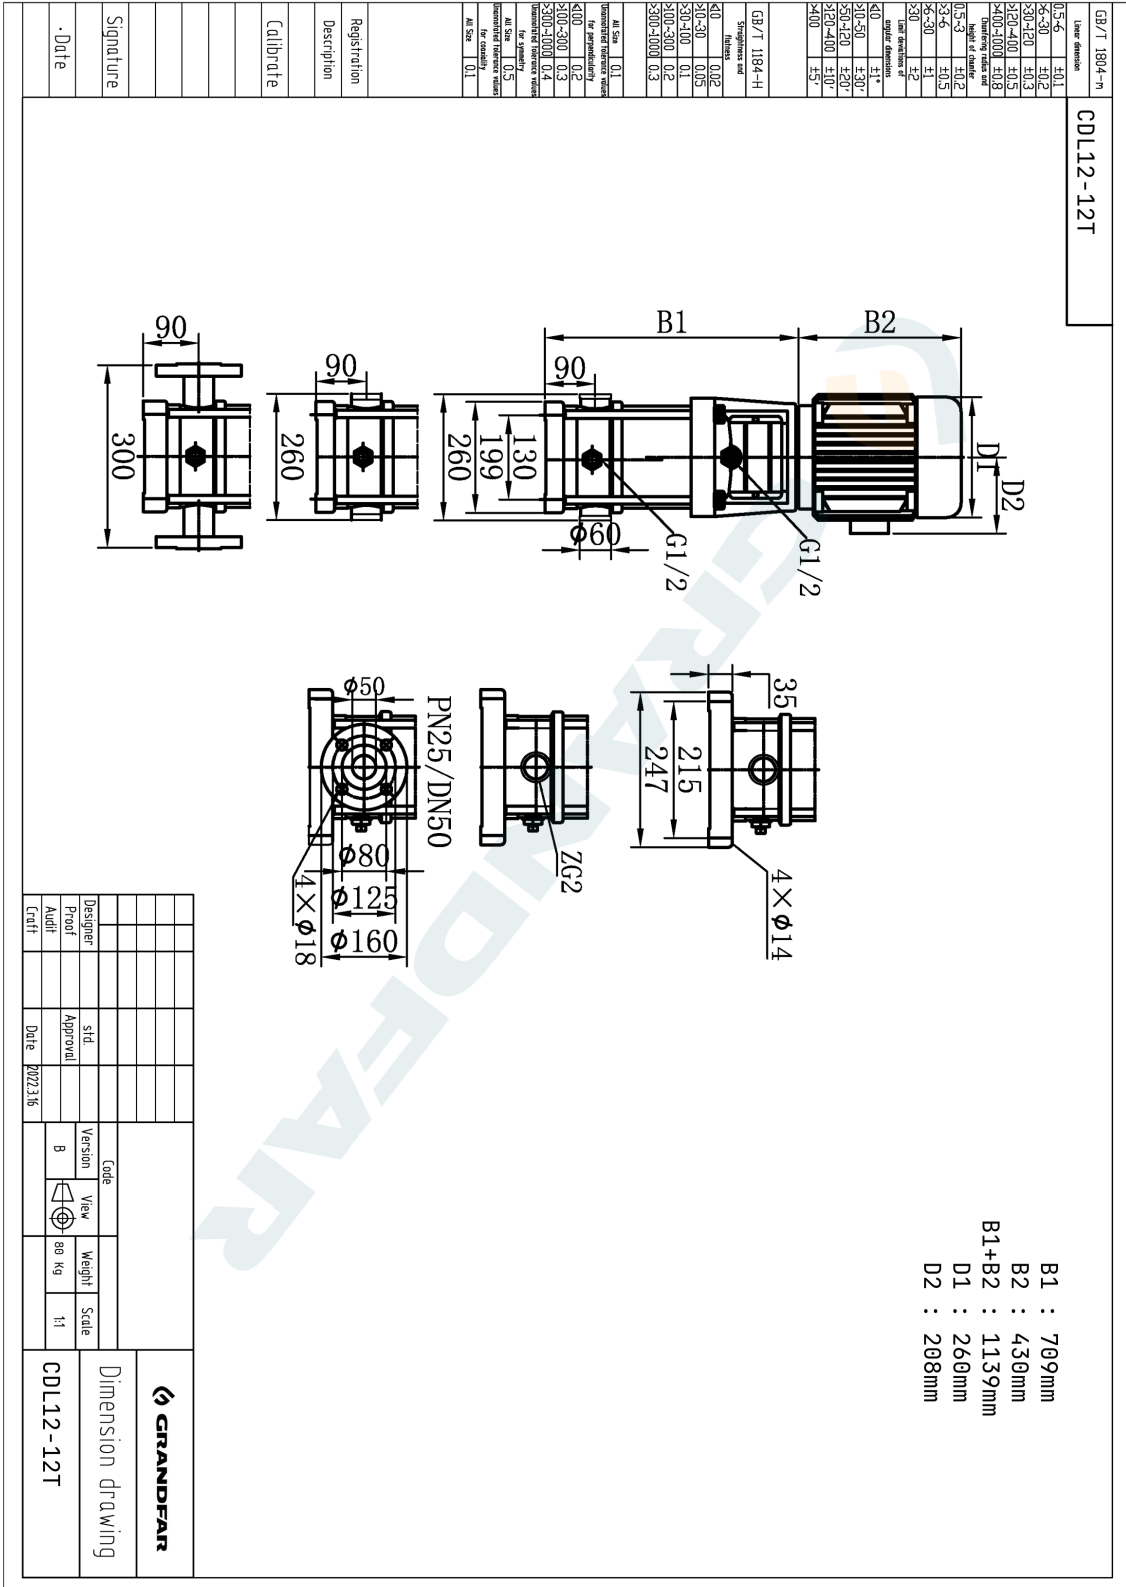 CDL12-12T
GB/T 1804-m
Linear dimension
0.5~6 ±0.1
>6~30 ±0.2
>30~120 ±0.3
>120~400 ±0.5
>400~1000 ±0.8
Chamfering radius and
height of chamfer
0.5~3 ±0.2
>3~6 ±0.5
>6~30 ±1
>30 ±2
Limit deviations of
angular dimensions
≤10 ±1°
>10~50 ±30'
>50~120 ±20'
>120~400 ±10'
>400 ±5'
GB/T 1184-H
Straightness and
flatness
≤10 0.02
>10~30 0.05
>30~100 0.1
>100~300 0.2
>300~1000 0.3
All Size 0.1
Unannotated tolerance values
for perpendicularity
≤100 0.2
>100~300 0.3
>300~1000 0.4
Unannotated tolerance values
for symmetry
All Size 0.5
Unannotated tolerance values
for coaxiality
All Size 0.1
Registration
Description
Calibrate
Signature
·Date
B2
B1
D1
D2
90
130
199
260
ϕ60
G1/2
G1/2
90
260
90
300
35
215
247
4×ϕ14
ZG2
PN25/DN50
ϕ50
ϕ80
ϕ125
ϕ160
4×ϕ18
GRANDFAR
B1 : 709mm
B2 : 430mm
B1+B2 : 1139mm
D1 : 260mm
D2 : 208mm
Designer std.
Proof Approval
Audit
Craft Date 2022.3.16
Code
Version View Weight Scale
B 80 Kg 1:1
GRANDFAR
Dimension drawing
CDL12-12T